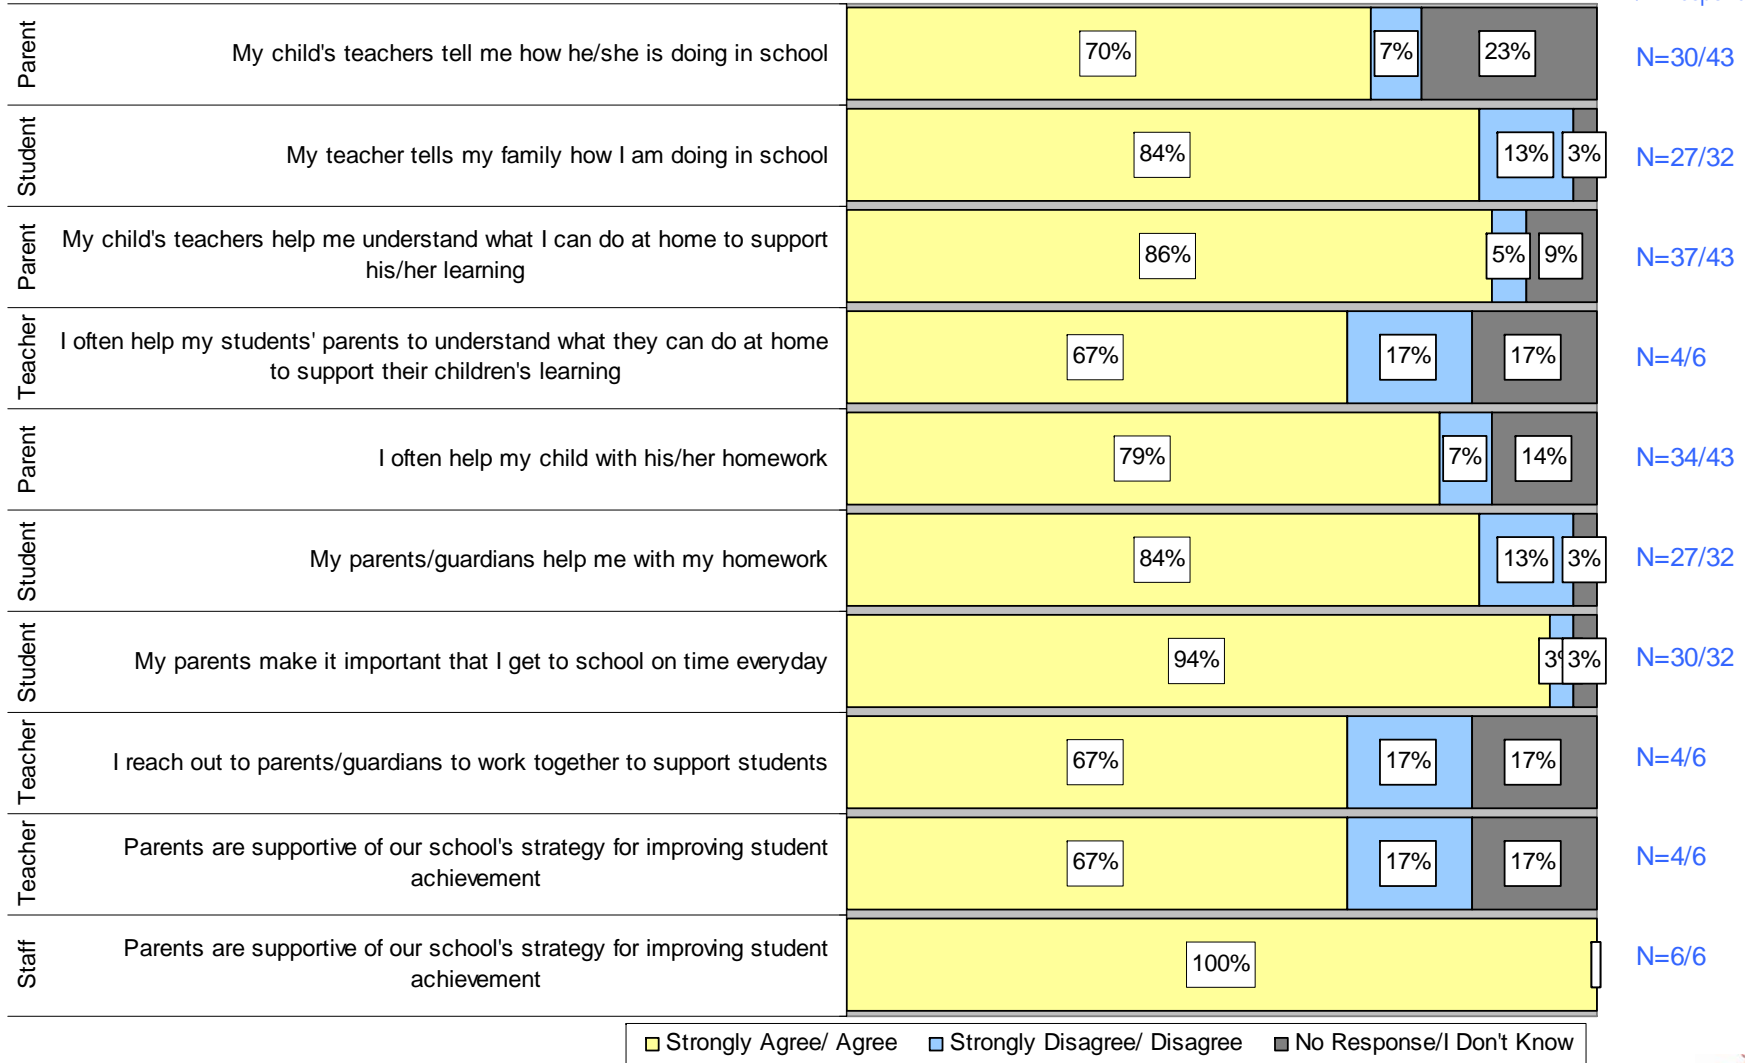 Parent
My child's teachers tell me how he/she is doing in school
70%
7%
23%
N=30/43
Student
My teacher tells my family how I am doing in school
84%
13%
3%
N=27/32
Parent
My child's teachers help me understand what I can do at home to support
his/her learning
86%
5%
9%
N=37/43
Teacher
I often help my students' parents to understand what they can do at home
to support their children's learning
67%
17%
17%
N=4/6
Parent
I often help my child with his/her homework
79%
7%
14%
N=34/43
Student
My parents/guardians help me with my homework
84%
13%
3%
N=27/32
Student
My parents make it important that I get to school on time everyday
94%
3%
3%
N=30/32
Teacher
I reach out to parents/guardians to work together to support students
67%
17%
17%
N=4/6
Teacher
Parents are supportive of our school's strategy for improving student
achievement
67%
17%
17%
N=4/6
Staff
Parents are supportive of our school's strategy for improving student
achievement
100%
N=6/6
Strongly Agree/ Agree
Strongly Disagree/ Disagree
No Response/I Don't Know